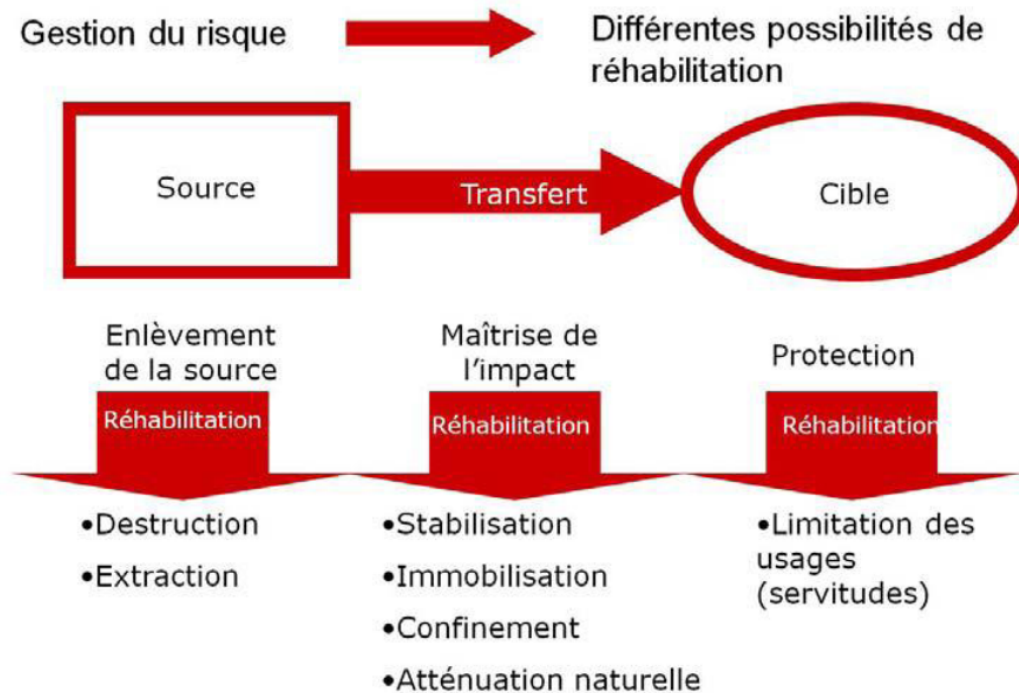 Gestion du risque
Différentes possibilités de
réhabilitation
Source
Transfert
Cible
Enlèvement
de la source
Maîtrise de
l'impact
Protection
Réhabilitation
Réhabilitation
Réhabilitation
•Destruction
•Extraction
•Stabilisation
•Immobilisation
•Confinement
•Atténuation naturelle
•Limitation des
usages
(servitudes)